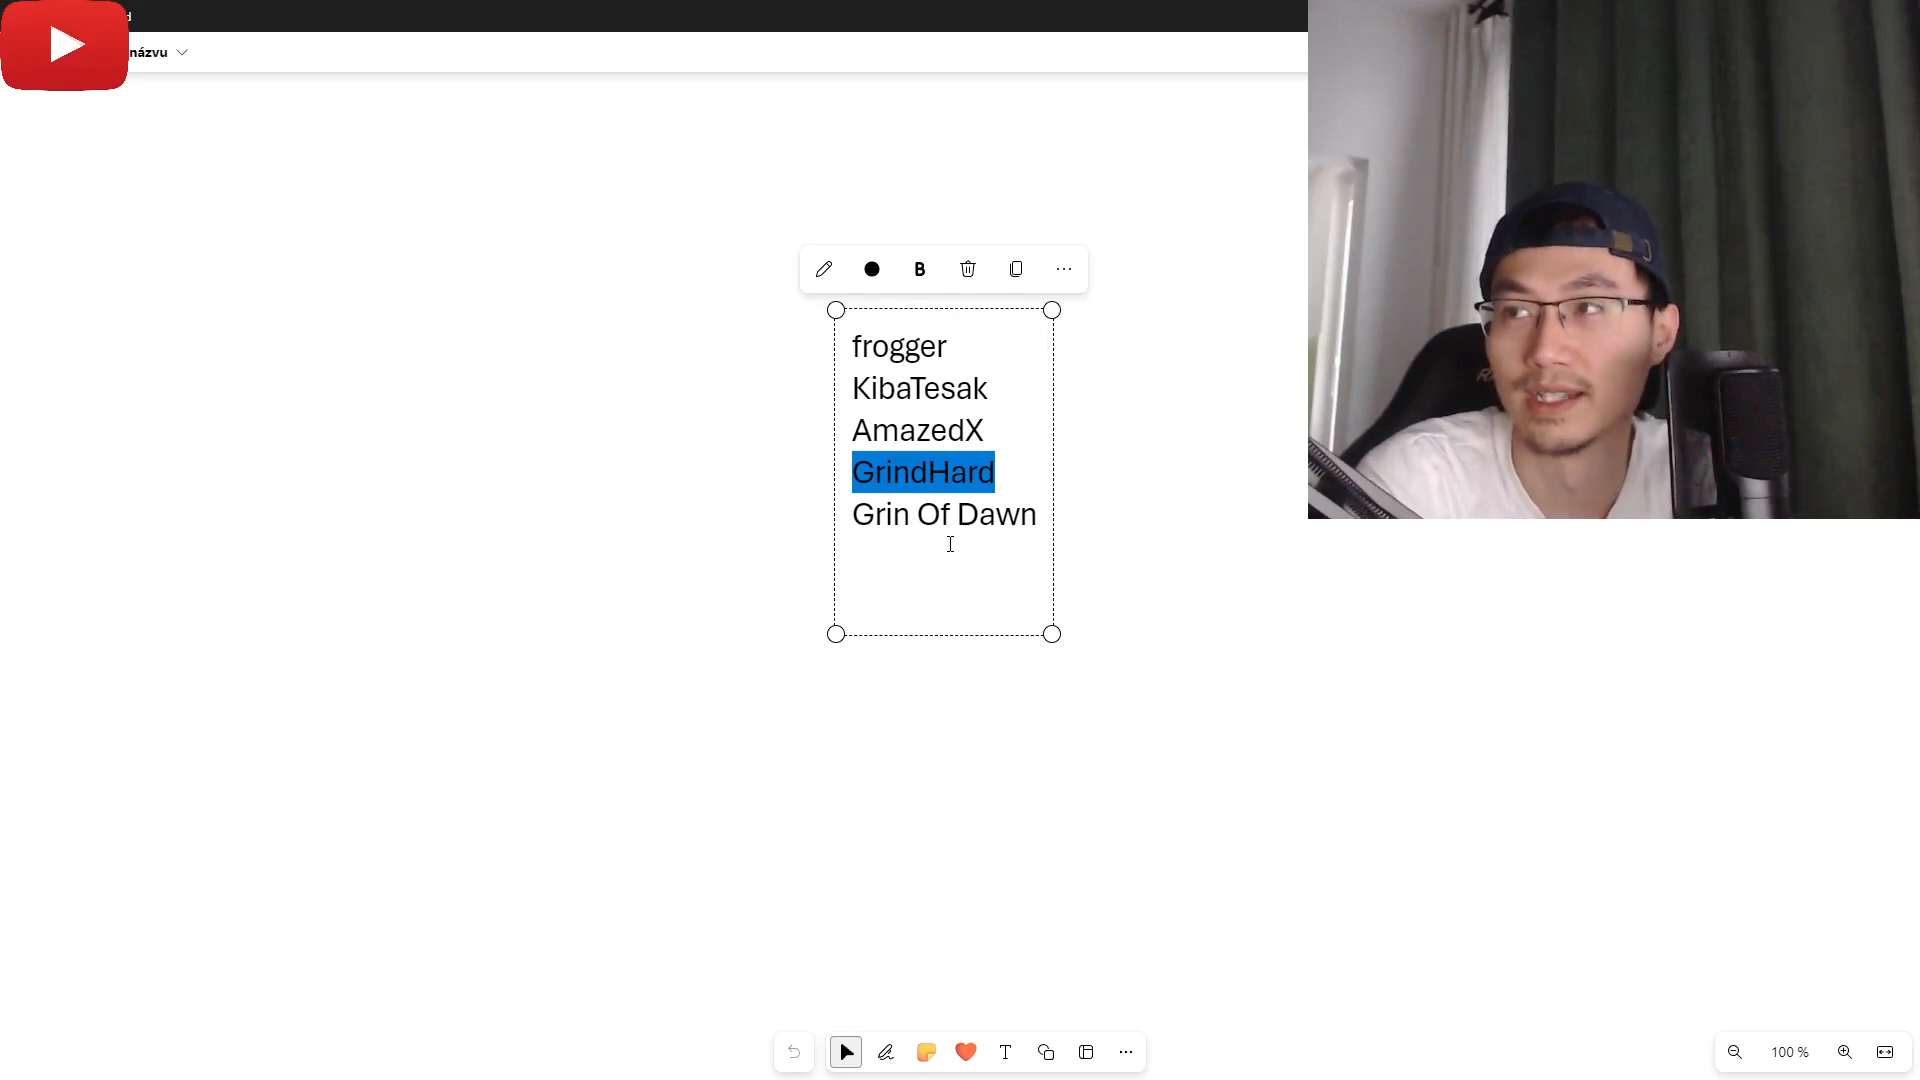 d
názvu
B
frogger
KibaTesak
AmazedX
GrindHard
Grin Of Dawn
T
100 %